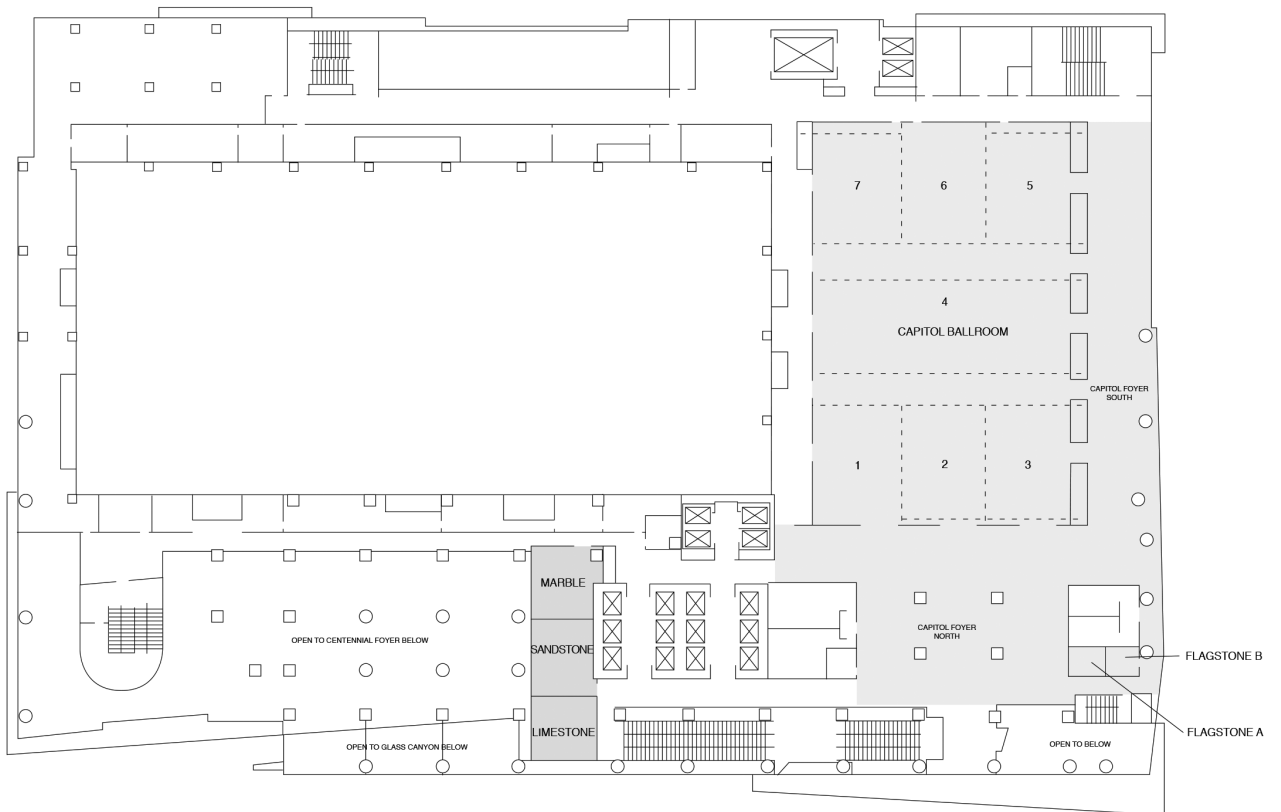 7
6
5
4
CAPITOL BALLROOM
CAPITOL FOYER
SOUTH
1
2
3
MARBLE
CAPITOL FOYER
NORTH
OPEN TO CENTENNIAL FOYER BELOW
SANDSTONE
FLAGSTONE B
LIMESTONE
FLAGSTONE A
OPEN TO GLASS CANYON BELOW
OPEN TO BELOW